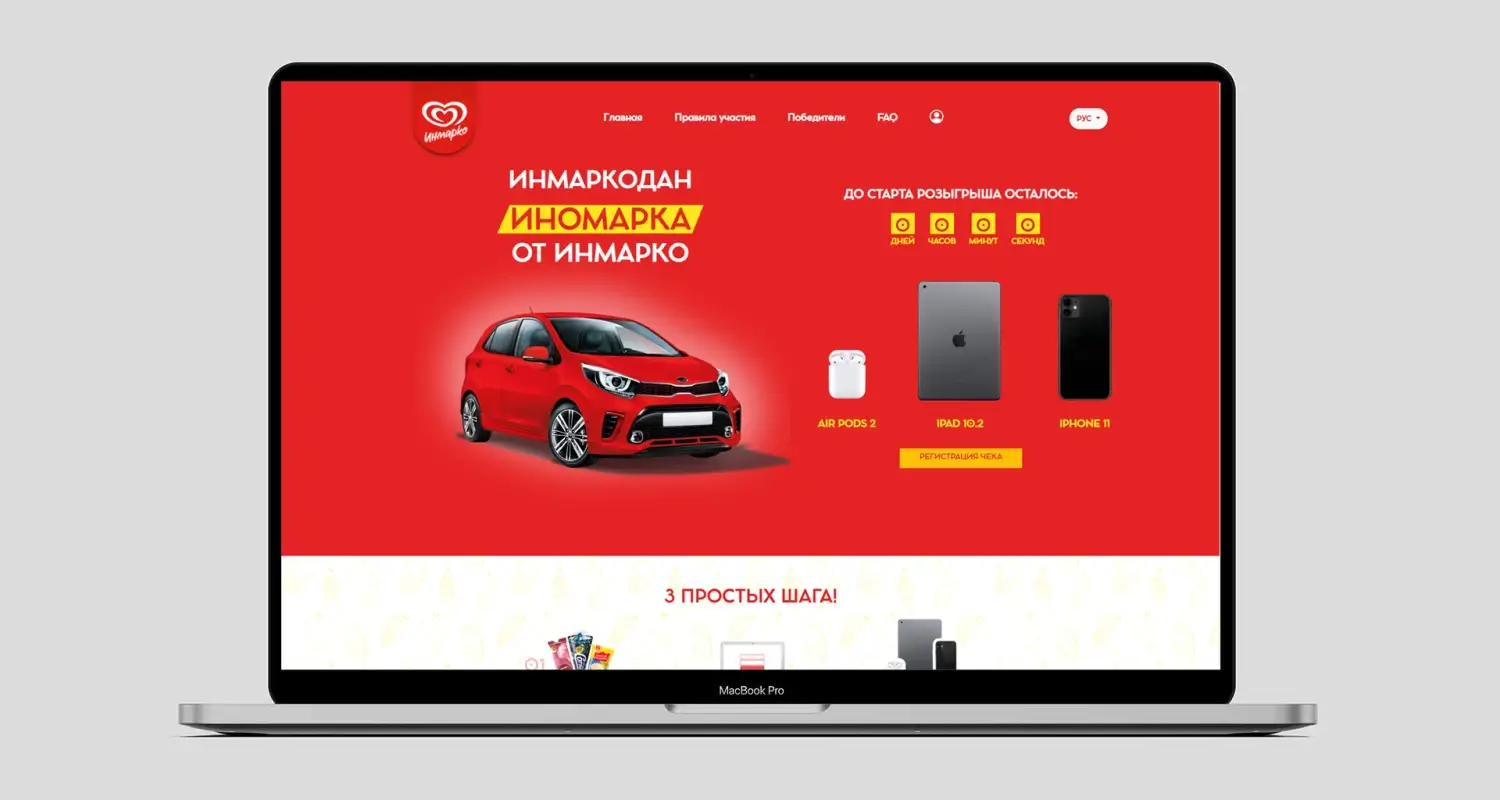 Инмарко
Главная Правила участия Победители FAQ
РУС
ИНМАРКОДАН
ИНОМАРКА
ОТ ИНМАРКО
ДО СТАРТА РОЗЫГРЫША ОСТАЛОСЬ:
0 0 0 0
ДНЕЙ ЧАСОВ МИНУТ СЕКУНД
AIR PODS 2 IPAD 10.2 IPHONE 11
РЕГИСТРАЦИЯ ЧЕКА
3 ПРОСТЫХ ШАГА!
01
MacBook Pro